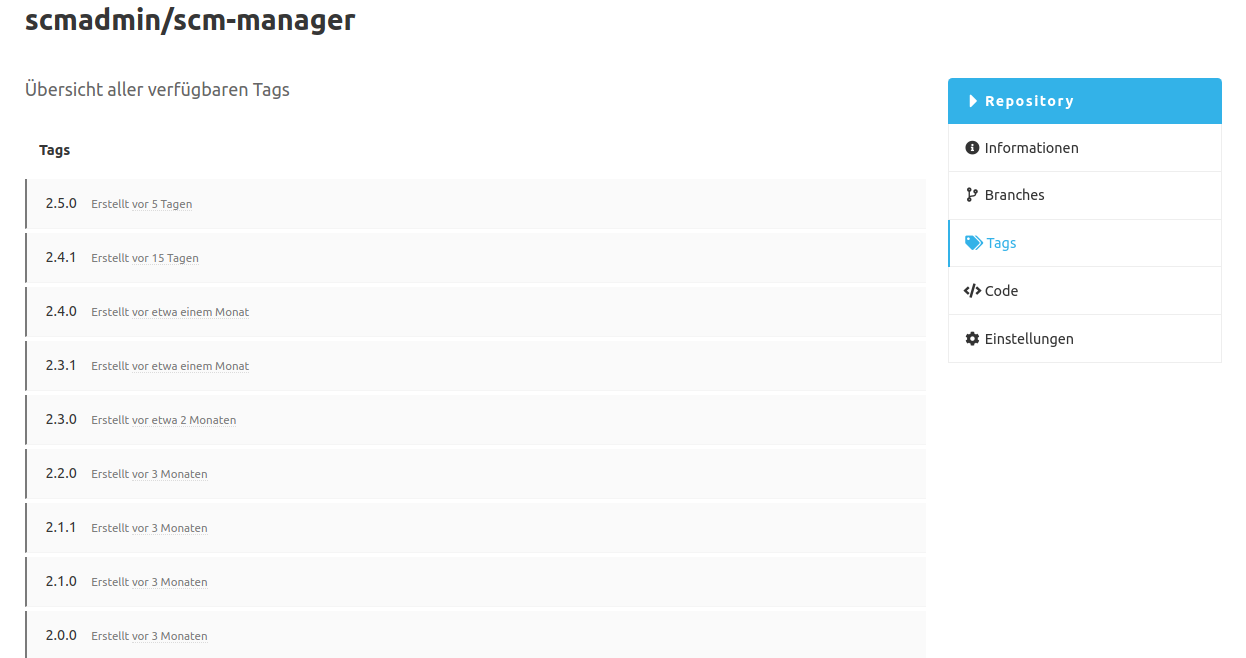 scmadmin/scm-manager
Übersicht aller verfügbaren Tags
Tags
2.5.0 Erstellt vor 5 Tagen
2.4.1 Erstellt vor 15 Tagen
2.4.0 Erstellt vor etwa einem Monat
2.3.1 Erstellt vor etwa einem Monat
2.3.0 Erstellt vor etwa 2 Monaten
2.2.0 Erstellt vor 3 Monaten
2.1.1 Erstellt vor 3 Monaten
2.1.0 Erstellt vor 3 Monaten
2.0.0 Erstellt vor 3 Monaten
Repository
Informationen
Branches
Tags
Code
Einstellungen